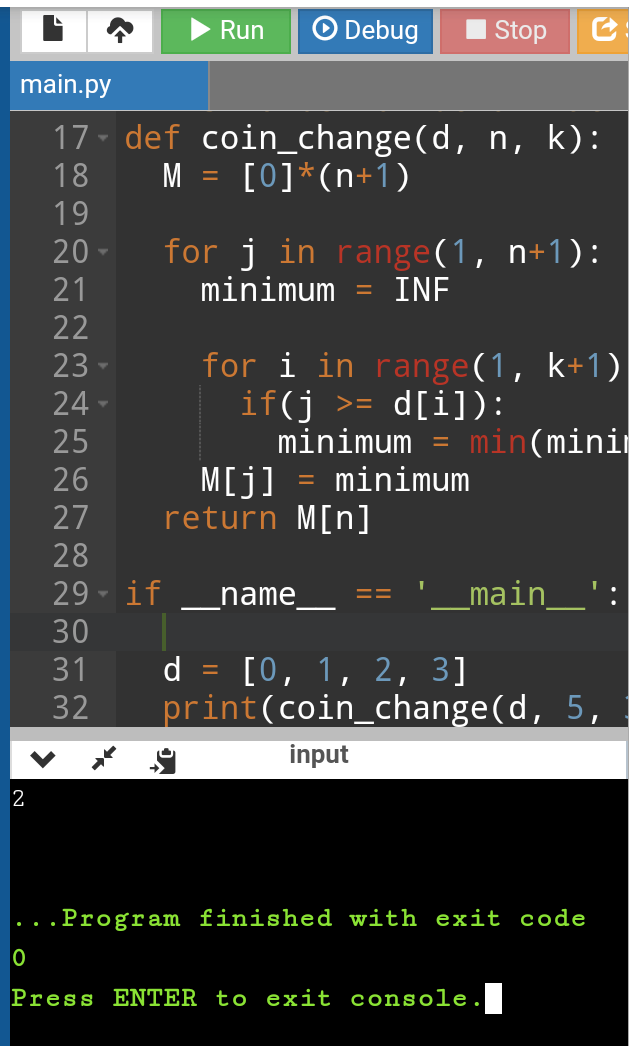 Run Debug Stop
main.py
17 def coin_change(d, n, k):
18 M = [0]*(n+1)
19
20 for j in range(1, n+1):
21 minimum = INF
22
23 for i in range(1, k+1)
24 if(j >= d[i]):
25 minimum = min(
26 M[j] = minimum
27 return M[n]
28
29 if __name__ == '__main__':
30
31 d = [0, 1, 2, 3]
32 print(coin_change(d, 5,
input
2
...Program finished with exit code
0
Press ENTER to exit console.